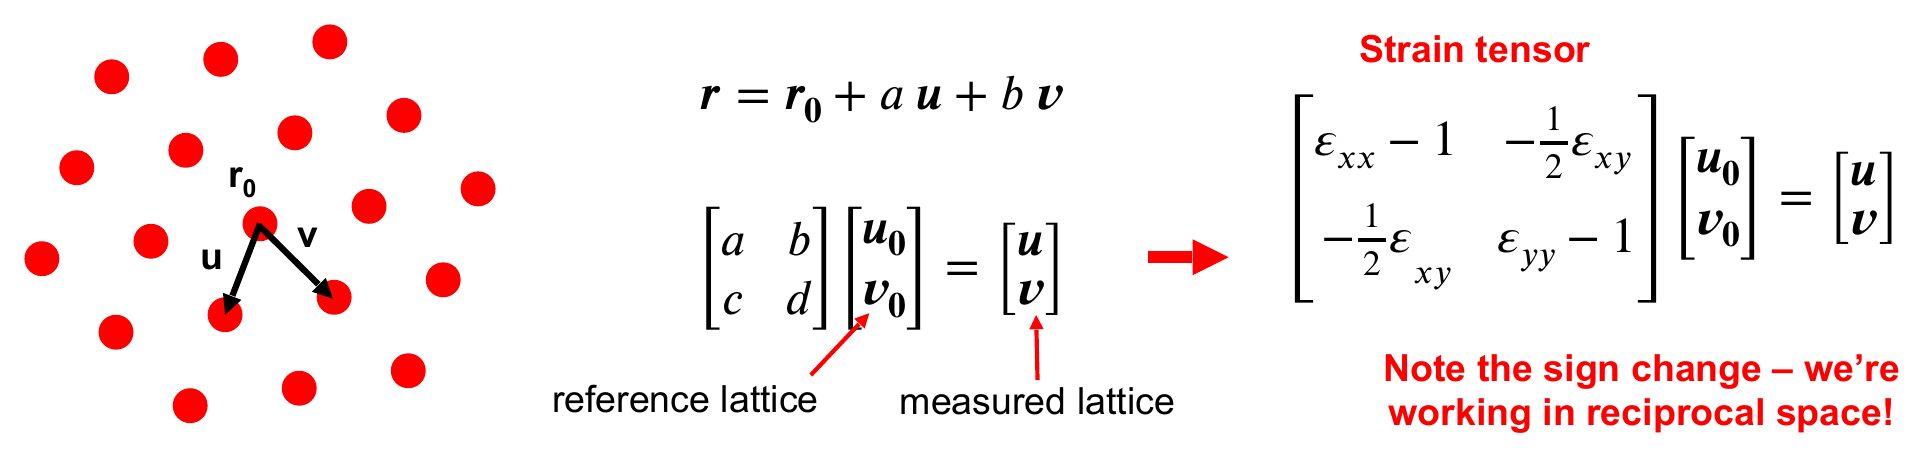 r₀
u
v
r = r₀ + a u + b v
[a b; c d] [u₀; v₀] = [u; v]
reference lattice
measured lattice
Strain tensor
[εxx − 1 −½εxy; −½εxy εyy − 1] [u₀; v₀] = [u; v]
Note the sign change – we’re
working in reciprocal space!